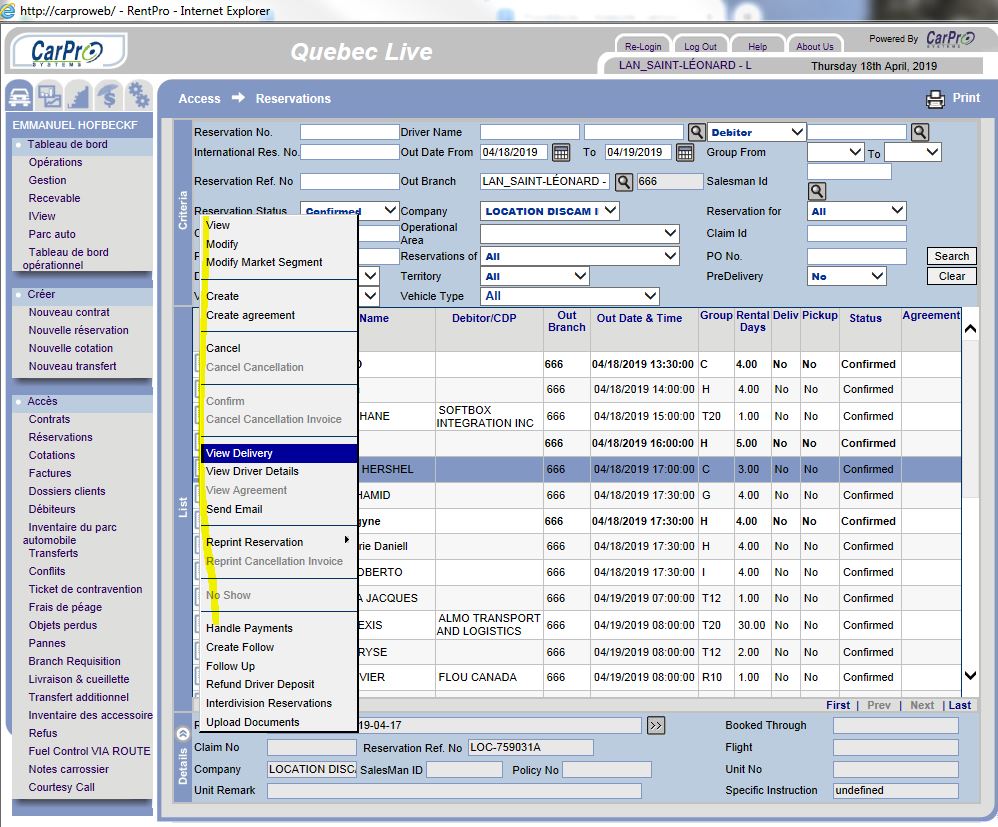 http://carproweb/ - RentPro - Internet Explorer
CarPro SYSTEMS
Quebec Live
Re-Login
Log Out
Help
About Us
Powered By CarPro SYSTEMS
LAN_SAINT-LÉONARD - L
Thursday 18th April, 2019
EMMANUEL HOFBECKF
Tableau de bord
Opérations
Gestion
Recevable
IView
Parc auto
Tableau de bord
opérationnel
Créer
Nouveau contrat
Nouvelle réservation
Nouvelle cotation
Nouveau transfert
Accès
Contrats
Réservations
Cotations
Factures
Dossiers clients
Débiteurs
Inventaire du parc
automobile
Transferts
Conflits
Ticket de contravention
Frais de péage
Objets perdus
Pannes
Branch Requisition
Livraison & cueillette
Transfert additionnel
Inventaire des accessoire
Refus
Fuel Control VIA ROUTE
Notes carrossier
Courtesy Call
Access → Reservations
Print
Criteria
Reservation No.
Driver Name
Debitor
International Res. No.
Out Date From 04/18/2019 To 04/19/2019
Group From
To
Reservation Ref. No
Out Branch LAN_SAINT-LÉONARD - 666
Salesman Id
Reservation Status Confirmed
Company LOCATION DISCAM I
Reservation for All
Operational
Area
Claim Id
Reservations of All
PO No.
Search
Territory All
PreDelivery No
Clear
Vehicle Type All
View
Modify
Modify Market Segment
Create
Create agreement
Cancel
Cancel Cancellation
Confirm
Cancel Cancellation Invoice
View Delivery
View Driver Details
View Agreement
Send Email
Reprint Reservation
Reprint Cancellation Invoice
No Show
Handle Payments
Create Follow
Follow Up
Refund Driver Deposit
Interdivision Reservations
Upload Documents
List
Name Debitor/CDP Out Branch Out Date & Time Group Rental Days Deliv Pickup Status Agreement
O 666 04/18/2019 13:30:00 C 4.00 No No Confirmed
666 04/18/2019 14:00:00 H 4.00 No No Confirmed
HANE SOFTBOX INTEGRATION INC 666 04/18/2019 15:00:00 T20 1.00 No No Confirmed
666 04/18/2019 16:00:00 H 5.00 No No Confirmed
HERSHEL 666 04/18/2019 17:00:00 C 3.00 No No Confirmed
HAMID 666 04/18/2019 17:30:00 G 4.00 No No Confirmed
gyne 666 04/18/2019 17:30:00 H 4.00 No No Confirmed
rie Daniell 666 04/18/2019 17:30:00 H 4.00 No No Confirmed
OBERTO 666 04/18/2019 17:30:00 I 4.00 No No Confirmed
A JACQUES 666 04/19/2019 07:00:00 T12 1.00 No No Confirmed
EXIS ALMO TRANSPORT AND LOGISTICS 666 04/19/2019 08:00:00 T20 30.00 No No Confirmed
RYSE 666 04/19/2019 08:00:00 T12 2.00 No No Confirmed
VIER FLOU CANADA 666 04/19/2019 08:00:00 R10 1.00 No No Confirmed
First | Prev | Next | Last
Details
19-04-17 >>
Booked Through
Claim No
Reservation Ref. No LOC-759031A
Flight
Company LOCATION DISCA
SalesMan ID
Policy No
Unit No
Unit Remark
Specific Instruction undefined